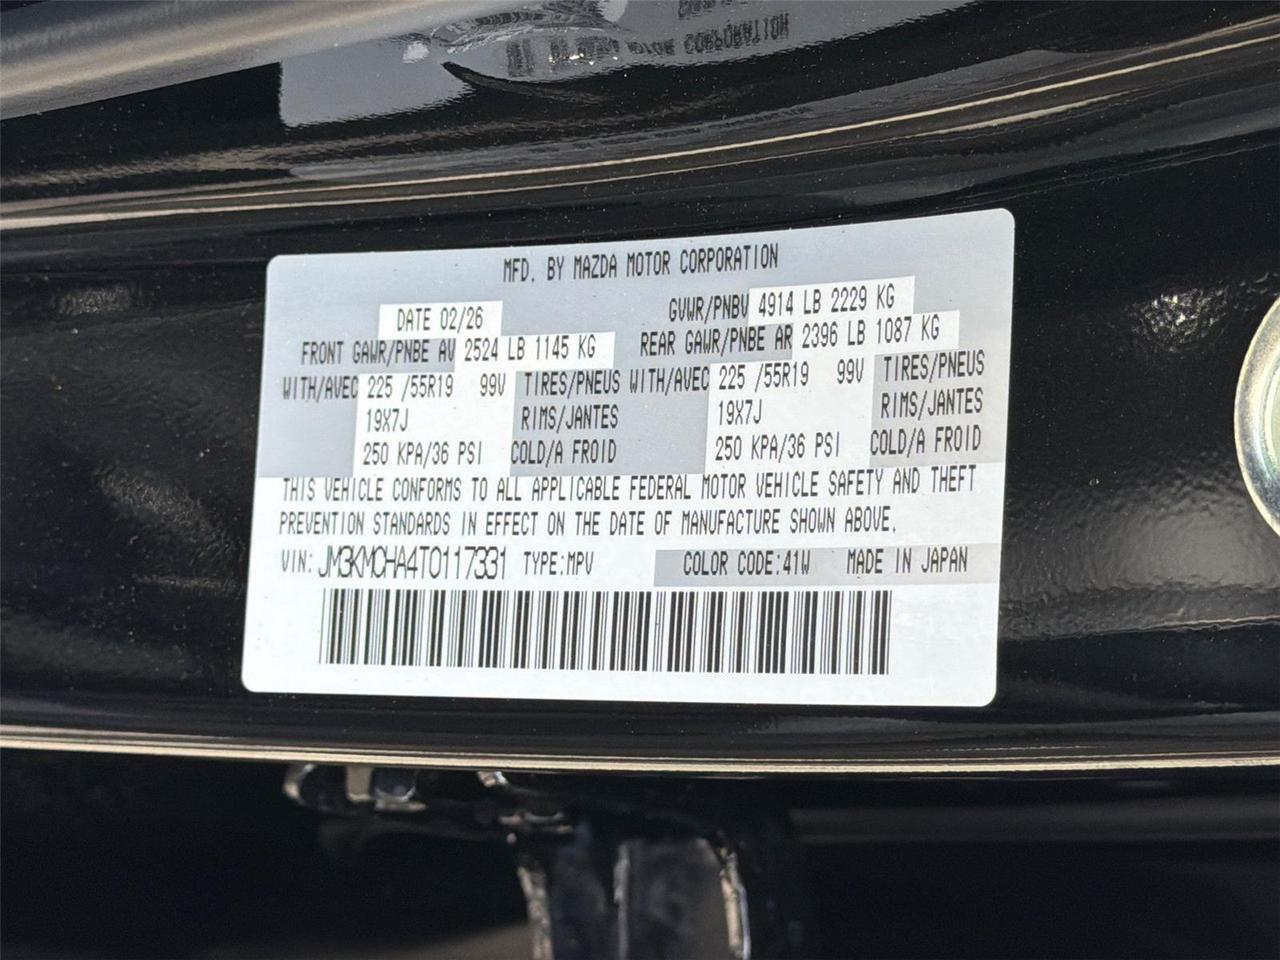 MFD. BY MAZDA MOTOR CORPORATION
DATE 02/26 GVWR/PNBV 4914 LB 2229 KG
FRONT GAWR/PNBE AV 2524 LB 1145 KG REAR GAWR/PNBE AR 2396 LB 1087 KG
WITH/AVEC 225 /55R19 99V TIRES/PNEUS WITH/AVEC 225 /55R19 99V TIRES/PNEUS
19X7J RIMS/JANTES 19X7J RIMS/JANTES
250 KPA/36 PSI COLD/A FROID 250 KPA/36 PSI COLD/A FROID
THIS VEHICLE CONFORMS TO ALL APPLICABLE FEDERAL MOTOR VEHICLE SAFETY AND THEFT
PREVENTION STANDARDS IN EFFECT ON THE DATE OF MANUFACTURE SHOWN ABOVE.
VIN: JM3KMCHA4T0117331 TYPE:MPV COLOR CODE:41W MADE IN JAPAN